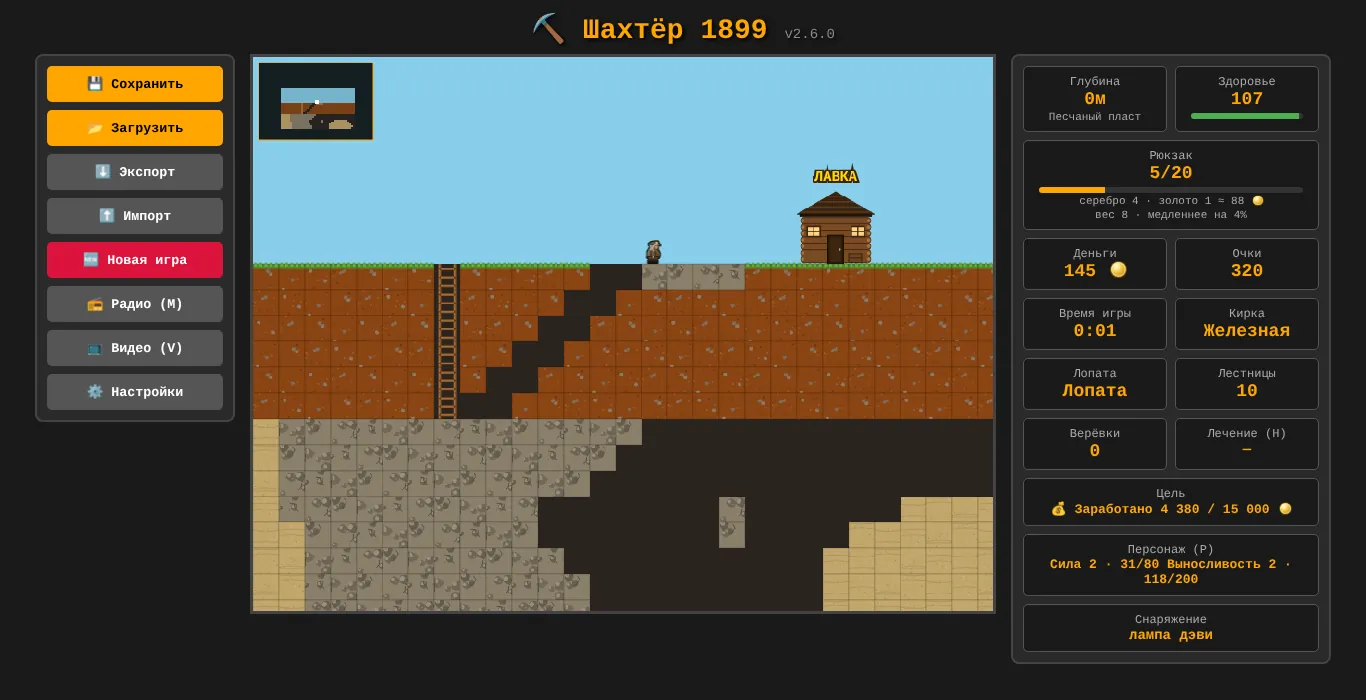 Шахтёр 1899 v2.6.0
Сохранить
Загрузить
Экспорт
Импорт
Новая игра
Радио (M)
Видео (V)
Настройки
ЛАВКА
Глубина
0м
Песчаный пласт
Здоровье
107
Рюкзак
5/20
серебро 4 · золото 1 ≈ 88
вес 8 · медленнее на 4%
Деньги
145
Очки
320
Время игры
0:01
Кирка
Железная
Лопата
Лопата
Лестницы
10
Верёвки
0
Лечение (H)
—
Цель
Заработано 4 380 / 15 000
Персонаж (P)
Сила 2 · 31/80 Выносливость 2 ·
118/200
Снаряжение
лампа дэви